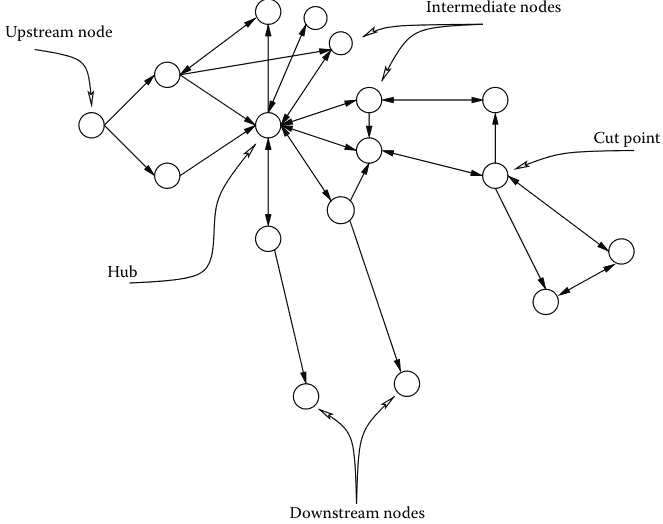 Intermediate nodes
Upstream node
Cut point
Hub
Downstream nodes